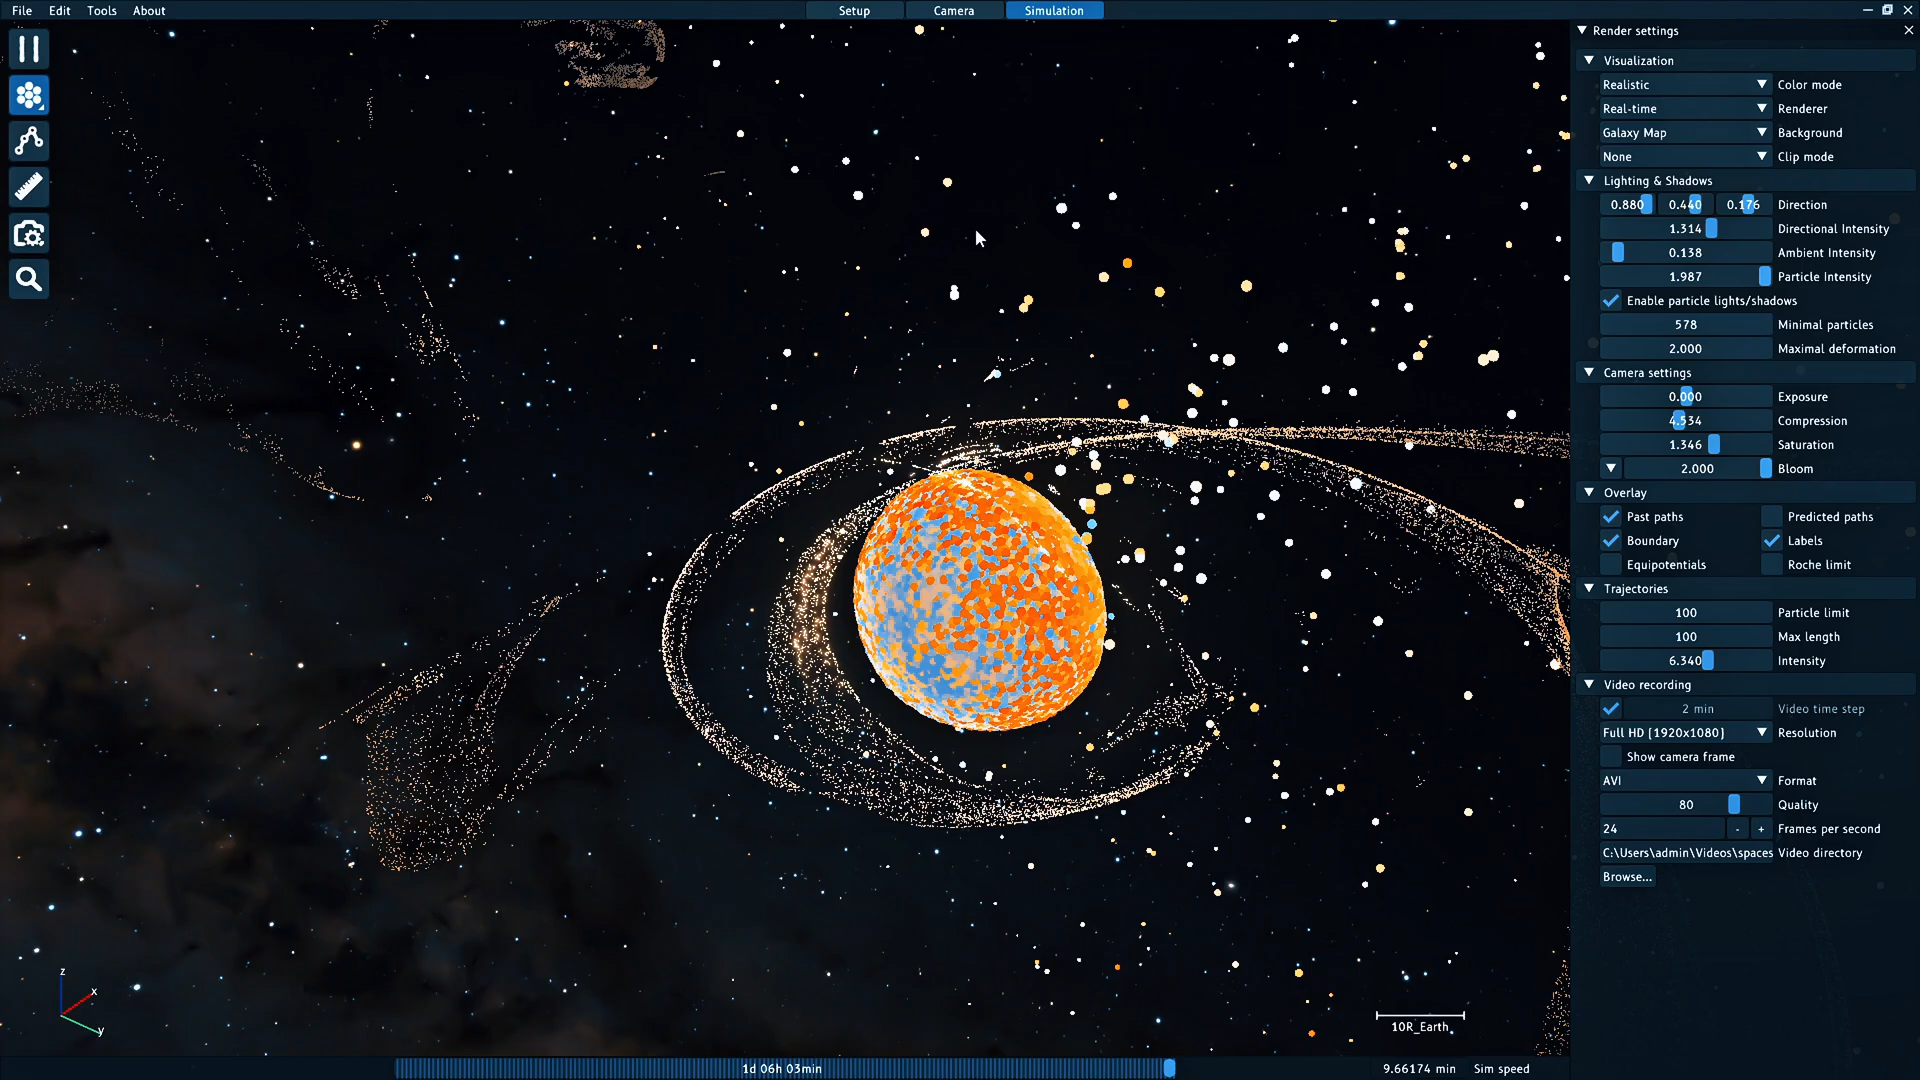 File Edit Tools About Setup Camera Simulation
Render settings
Visualization
Realistic Color mode
Real-time Renderer
Galaxy Map Background
None Clip mode
Lighting & Shadows
0.880 0.440 0.176 Direction
1.314 Directional Intensity
0.138 Ambient Intensity
1.987 Particle Intensity
Enable particle lights/shadows
578 Minimal particles
2.000 Maximal deformation
Camera settings
0.000 Exposure
4.534 Compression
1.346 Saturation
2.000 Bloom
Overlay
Past paths Predicted paths
Boundary Labels
Equipotentials Roche limit
Trajectories
100 Particle limit
100 Max length
6.340 Intensity
Video recording
2 min Video time step
Full HD (1920x1080) Resolution
Show camera frame
AVI Format
80 Quality
24 - + Frames per second
C:\Users\admin\Videos\spaces Video directory
Browse...
z
x
y
10R_Earth
1d 06h 03min 9.66174 min Sim speed